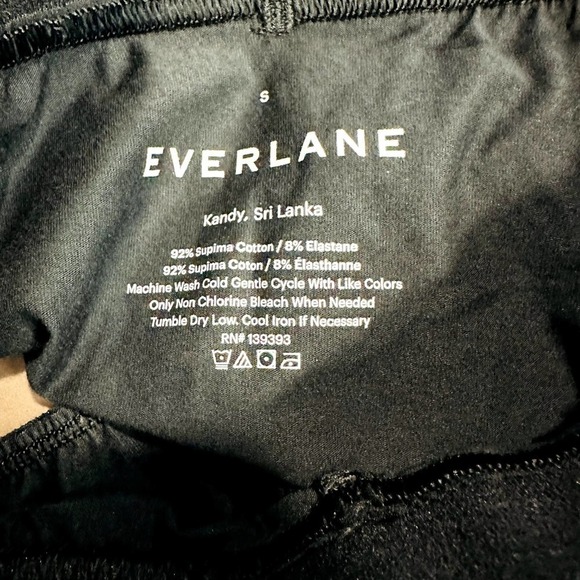 S
EVERLANE
Kandy, Sri Lanka
92% Supima Cotton / 8% Elastane
92% Supima Coton / 8% Élasthanne
Machine Wash Cold Gentle Cycle With Like Colors
Only Non Chlorine Bleach When Needed
Tumble Dry Low. Cool Iron If Necessary
RN# 139393